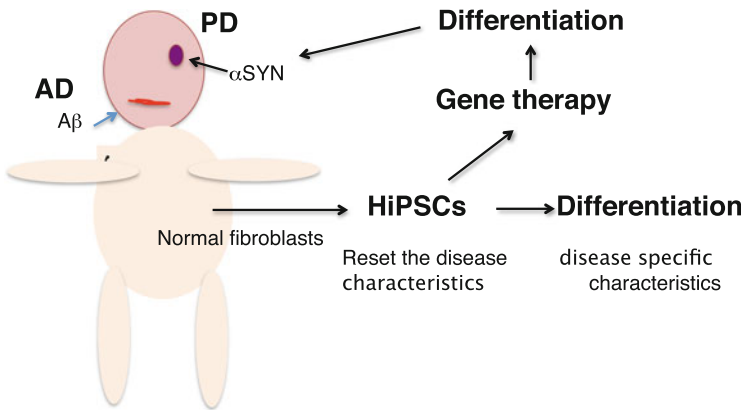 PD
Differentiation
αSYN
AD
Aβ
Gene therapy
HiPSCs
Differentiation
Normal fibroblasts
Reset the disease
characteristics
disease specific
characteristics